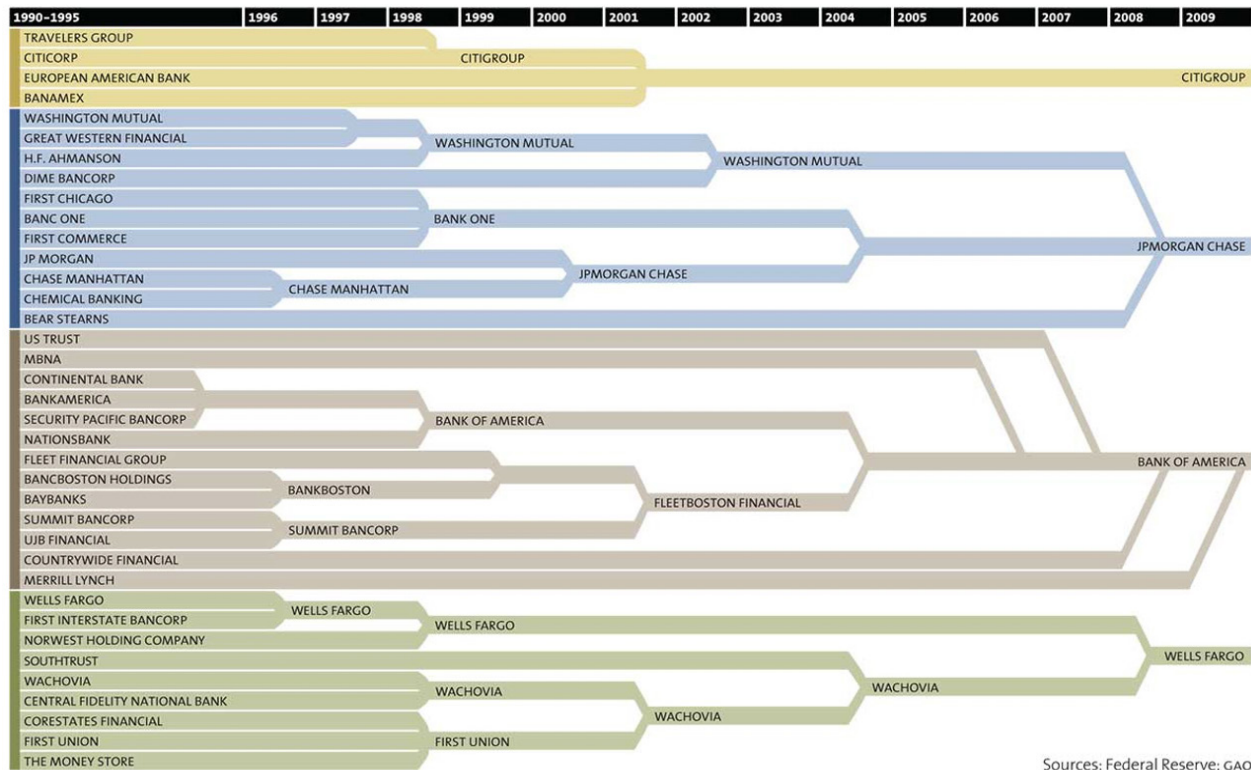 1990–1995 1996 1997 1998 1999 2000 2001 2002 2003 2004 2005 2006 2007 2008 2009
TRAVELERS GROUP
CITICORP CITIGROUP
EUROPEAN AMERICAN BANK CITIGROUP
BANAMEX
WASHINGTON MUTUAL
GREAT WESTERN FINANCIAL WASHINGTON MUTUAL
H.F. AHMANSON WASHINGTON MUTUAL
DIME BANCORP
FIRST CHICAGO
BANC ONE BANK ONE
FIRST COMMERCE JPMORGAN CHASE
JP MORGAN
CHASE MANHATTAN JPMORGAN CHASE
CHASE MANHATTAN
CHEMICAL BANKING
BEAR STEARNS
US TRUST
MBNA
CONTINENTAL BANK
BANKAMERICA
SECURITY PACIFIC BANCORP BANK OF AMERICA
NATIONSBANK
FLEET FINANCIAL GROUP BANK OF AMERICA
BANCBOSTON HOLDINGS
BANKBOSTON
BAYBANKS FLEETBOSTON FINANCIAL
SUMMIT BANCORP
SUMMIT BANCORP
UJB FINANCIAL
COUNTRYWIDE FINANCIAL
MERRILL LYNCH
WELLS FARGO
WELLS FARGO
FIRST INTERSTATE BANCORP WELLS FARGO
NORWEST HOLDING COMPANY
SOUTHTRUST WELLS FARGO
WACHOVIA WACHOVIA
WACHOVIA
CENTRAL FIDELITY NATIONAL BANK
CORESTATES FINANCIAL WACHOVIA
FIRST UNION FIRST UNION
THE MONEY STORE
Sources: Federal Reserve; GAO